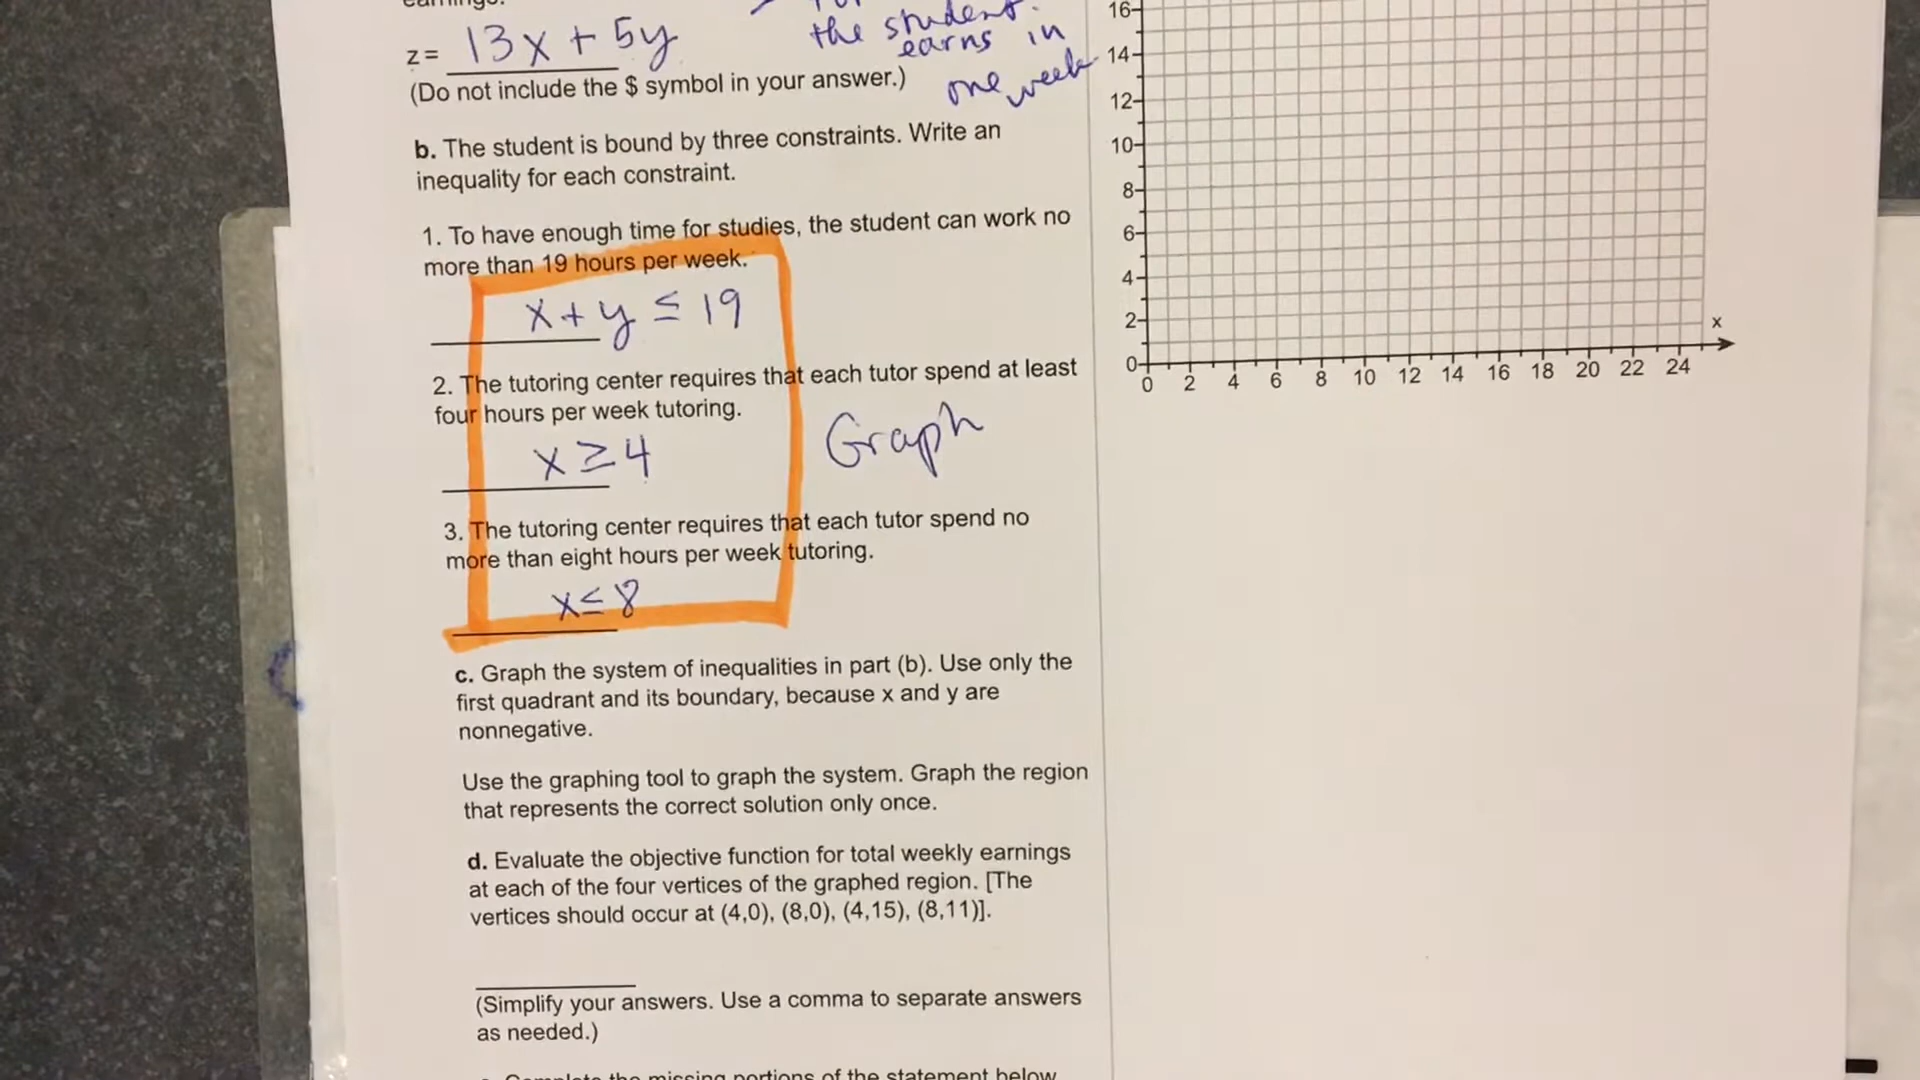 earnings.
z = 13x + 5y
the student
earns in
one week
(Do not include the $ symbol in your answer.)
b. The student is bound by three constraints. Write an
inequality for each constraint.
1. To have enough time for studies, the student can work no
more than 19 hours per week.
x + y ≤ 19
2. The tutoring center requires that each tutor spend at least
four hours per week tutoring.
x ≥ 4
Graph
3. The tutoring center requires that each tutor spend no
more than eight hours per week tutoring.
x ≤ 8
c. Graph the system of inequalities in part (b). Use only the
first quadrant and its boundary, because x and y are
nonnegative.
Use the graphing tool to graph the system. Graph the region
that represents the correct solution only once.
d. Evaluate the objective function for total weekly earnings
at each of the four vertices of the graphed region. [The
vertices should occur at (4,0), (8,0), (4,15), (8,11)].
(Simplify your answers. Use a comma to separate answers
as needed.)
Complete the missing portions of the statement below
16
14
12
10
8
6
4
2
0
x
0 2 4 6 8 10 12 14 16 18 20 22 24